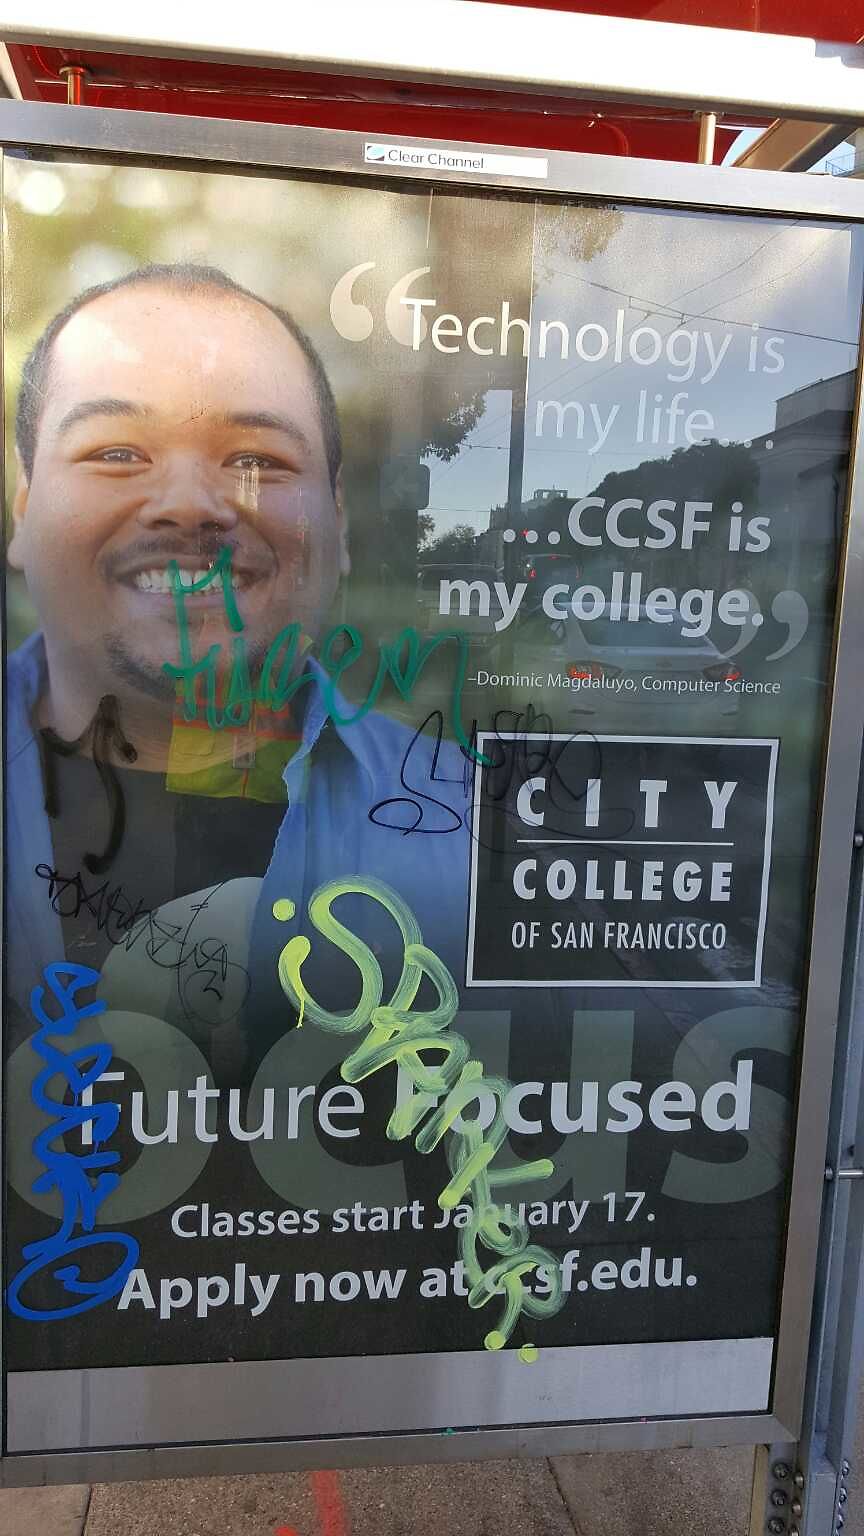 Clear Channel
“Technology is
my life...
...CCSF is
my college.”
–Dominic Magdaluyo, Computer Science
CITY
COLLEGE
OF SAN FRANCISCO
ocus
Future Focused
Classes start January 17.
Apply now at ccsf.edu.